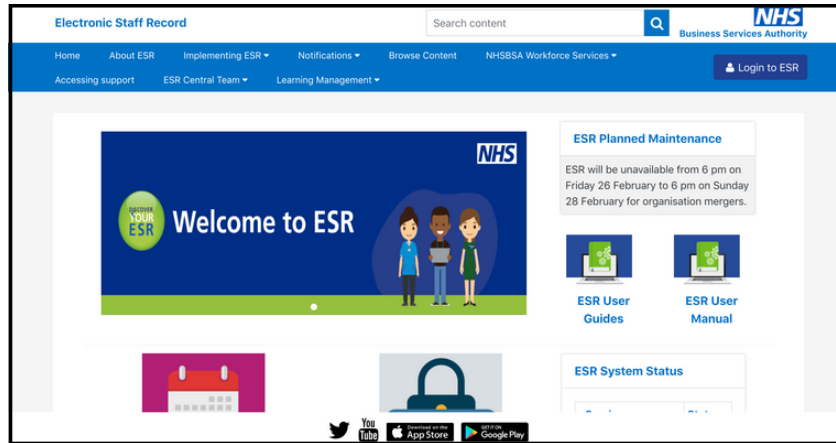 Electronic Staff Record
Search content
NHS
Business Services Authority
Home About ESR Implementing ESR Notifications Browse Content NHSBSA Workforce Services
Login to ESR
Accessing support ESR Central Team Learning Management
NHS
DISCOVER
YOUR
ESR
Welcome to ESR
ESR Planned Maintenance
ESR will be unavailable from 6 pm on
Friday 26 February to 6 pm on Sunday
28 February for organisation mergers.
ESR User
Guides
ESR User
Manual
ESR System Status
You
Tube
Download on the
App Store
GET IT ON
Google Play